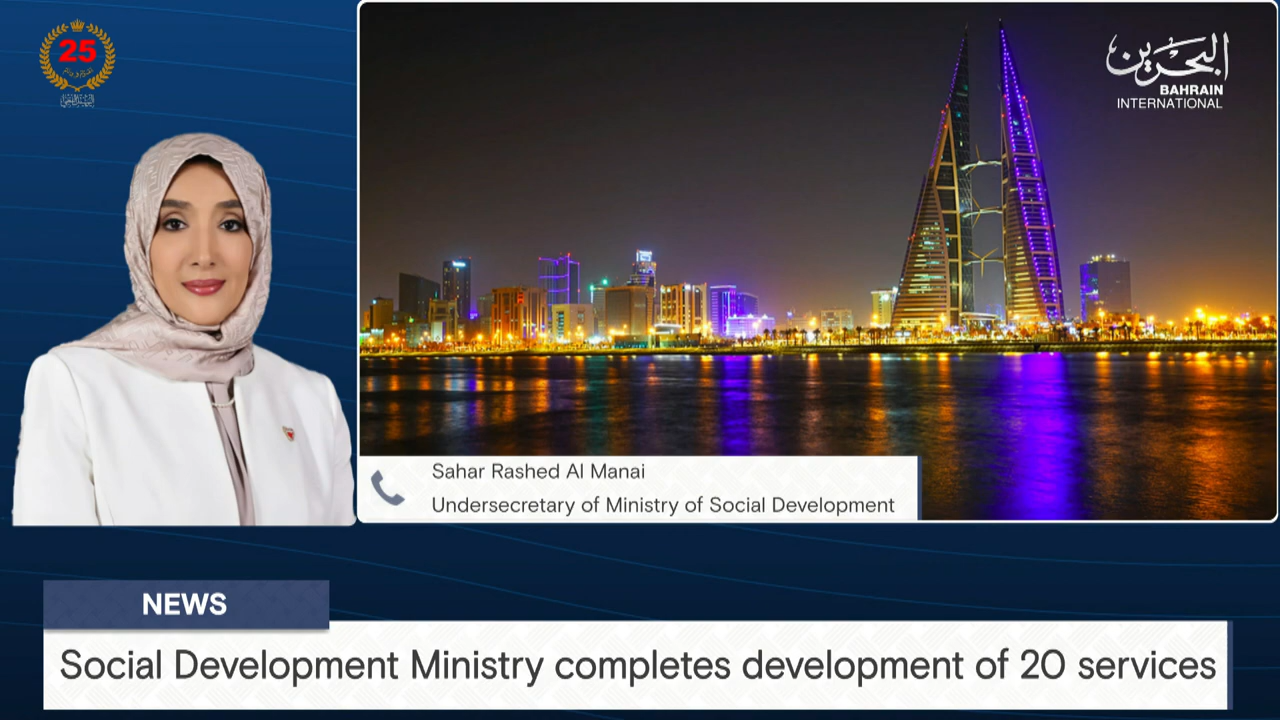 25
البحرين
BAHRAIN
INTERNATIONAL
Sahar Rashed Al Manai
Undersecretary of Ministry of Social Development
NEWS
Social Development Ministry completes development of 20 services